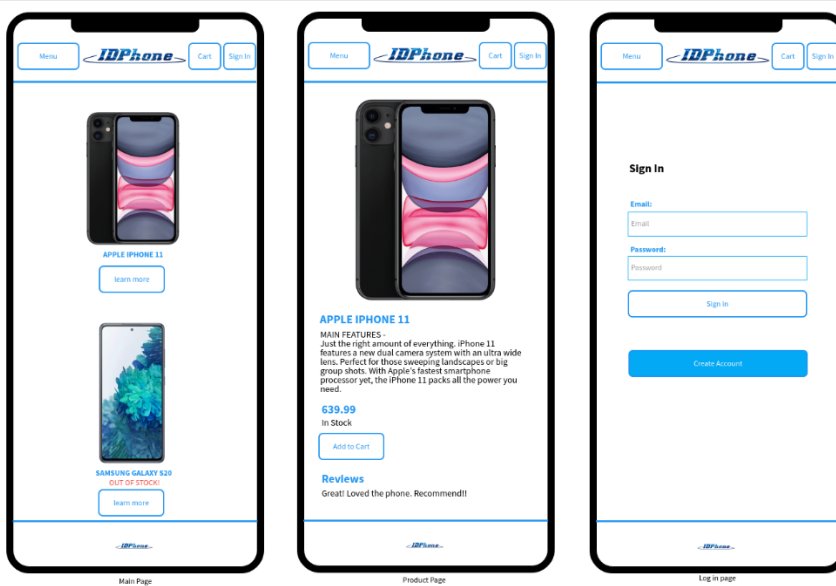 Menu
IDPhone
Cart
Sign In
APPLE IPHONE 11
learn more
SAMSUNG GALAXY S20
OUT OF STOCK!
learn more
IDPhone
Main Page
Menu
IDPhone
Cart
Sign In
APPLE IPHONE 11
MAIN FEATURES -
Just the right amount of everything. iPhone 11
features a new dual camera system with an ultra wide
lens. Perfect for those sweeping landscapes or big
group shots. With Apple's fastest smartphone
processor yet, the iPhone 11 packs all the power you
need.
639.99
In Stock
Add to Cart
Reviews
Great! Loved the phone. Recommend!!
IDPhone
Product Page
Menu
IDPhone
Cart
Sign In
Sign In
Email:
Email
Password:
Password
Sign in
Create Account
IDPhone
Log in page